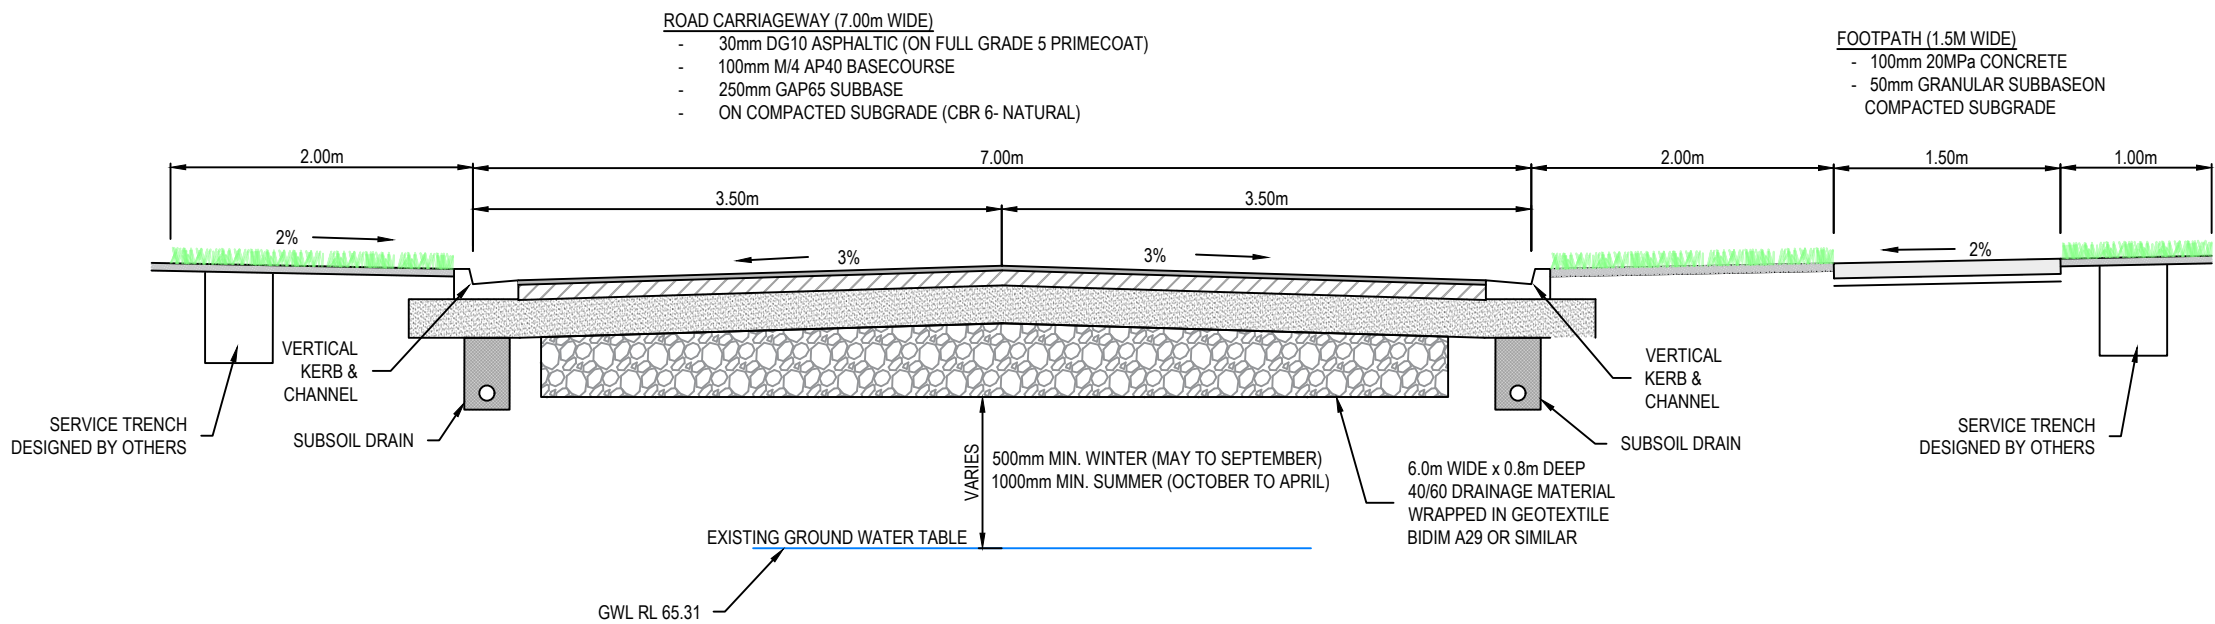 ROAD CARRIAGEWAY (7.00m WIDE)
- 30mm DG10 ASPHALTIC (ON FULL GRADE 5 PRIMECOAT)
- 100mm M/4 AP40 BASECOURSE
- 250mm GAP65 SUBBASE
- ON COMPACTED SUBGRADE (CBR 6- NATURAL)
FOOTPATH (1.5M WIDE)
- 100mm 20MPa CONCRETE
- 50mm GRANULAR SUBBASEON
COMPACTED SUBGRADE
2.00m
7.00m
2.00m
1.50m
1.00m
3.50m
3.50m
2%
3%
3%
2%
VERTICAL
KERB &
CHANNEL
SERVICE TRENCH
DESIGNED BY OTHERS
SUBSOIL DRAIN
VARIES
500mm MIN. WINTER (MAY TO SEPTEMBER)
1000mm MIN. SUMMER (OCTOBER TO APRIL)
EXISTING GROUND WATER TABLE
GWL RL 65.31
6.0m WIDE x 0.8m DEEP
40/60 DRAINAGE MATERIAL
WRAPPED IN GEOTEXTILE
BIDIM A29 OR SIMILAR
VERTICAL
KERB &
CHANNEL
SUBSOIL DRAIN
SERVICE TRENCH
DESIGNED BY OTHERS